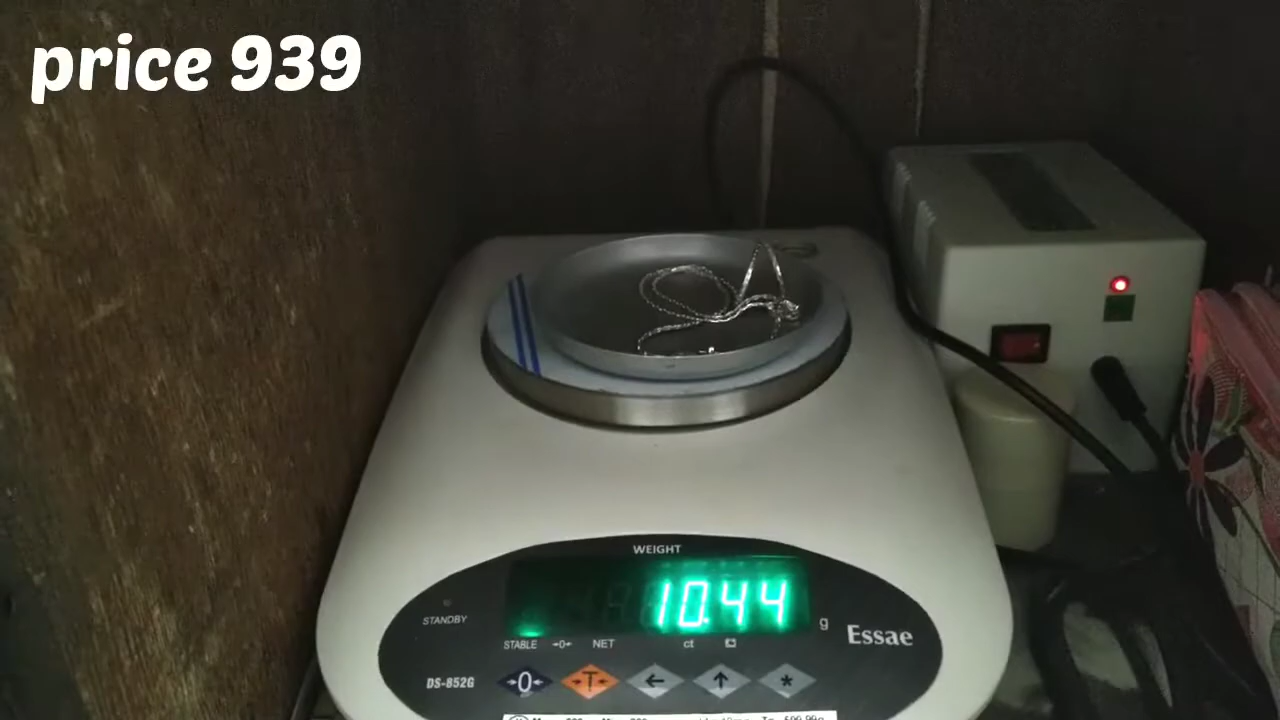 price 939
WEIGHT
10.44
g
STANDBY
STABLE →0← NET ct
Essae
DS-852G
→0← →T← ← ↑ *